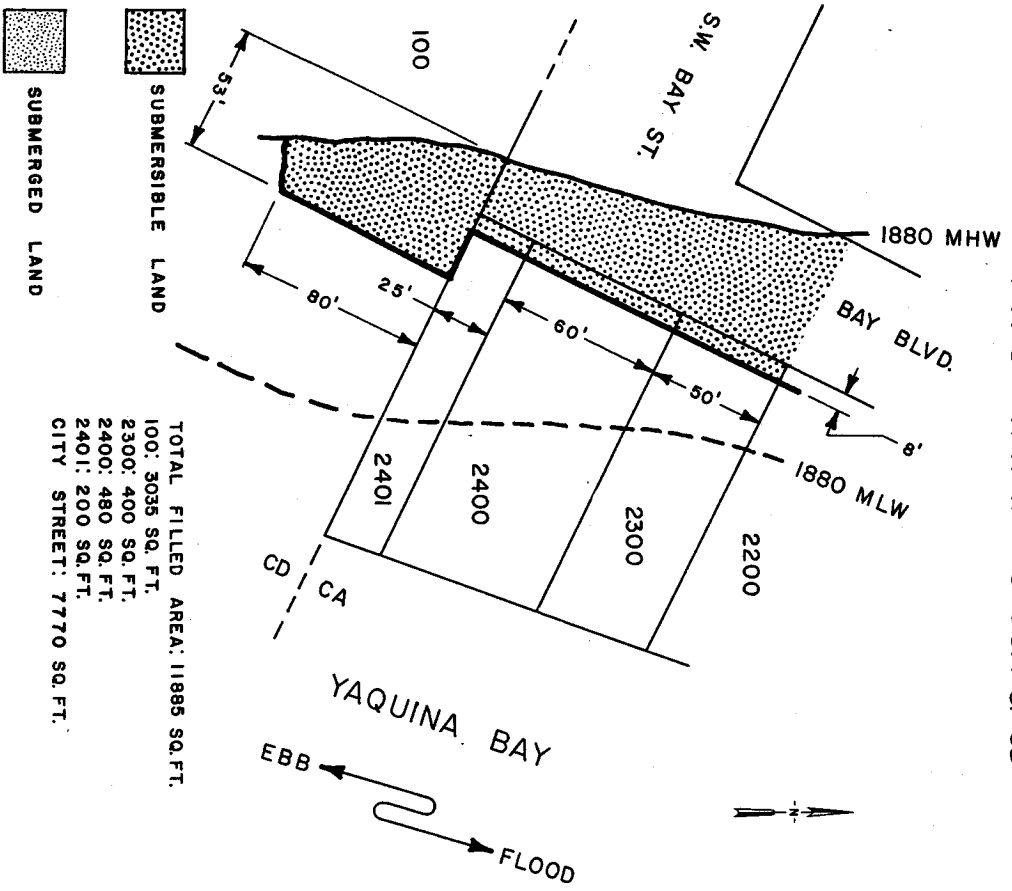 S.W. BAY ST.
100
1880 MHW
BAY BLVD.
53'
80'
25'
60'
50'
8'
1880 MLW
2401
2400
2300
2200
CD
CA
YAQUINA BAY
EBB
FLOOD
N
SUBMERSIBLE LAND
SUBMERGED LAND
TOTAL FILLED AREA: 11885 SQ. FT.
100: 3035 SQ. FT.
2300: 400 SQ. FT.
2400: 480 SQ. FT.
2401: 200 SQ. FT.
CITY STREET: 7770 SQ. FT.